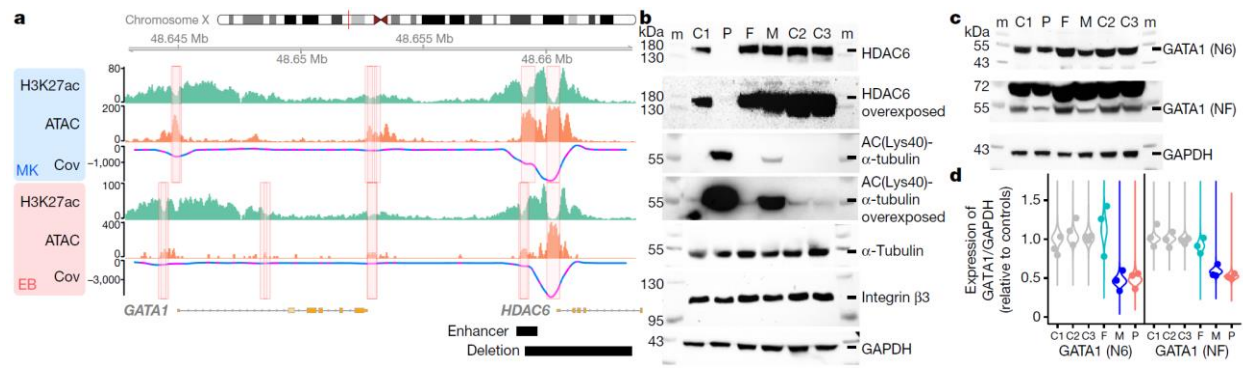 a
Chromosome X
48.645 Mb
48.655 Mb
48.65 Mb
48.66 Mb
H3K27ac
80
0
ATAC
200
0
Cov
−1,000
MK
H3K27ac
100
0
ATAC
40
0
Cov
−3,000
EB
GATA1
HDAC6
Enhancer
Deletion
b
kDa m C1 P F M C2 C3 m
180
130
HDAC6
180
130
HDAC6
overexposed
55
AC(Lys40)-
α-tubulin
55
AC(Lys40)-
α-tubulin
overexposed
55
α-Tubulin
130
95
Integrin β3
43
GAPDH
c
kDa m C1 P F M C2 C3 m
55
43
GATA1 (N6)
72
55
GATA1 (NF)
43
GAPDH
d
Expression of
GATA1/GAPDH
(relative to controls)
1.5
1.0
0.5
0
C1 C2 C3 F M P C1 C2 C3 F M P
GATA1 (N6) GATA1 (NF)